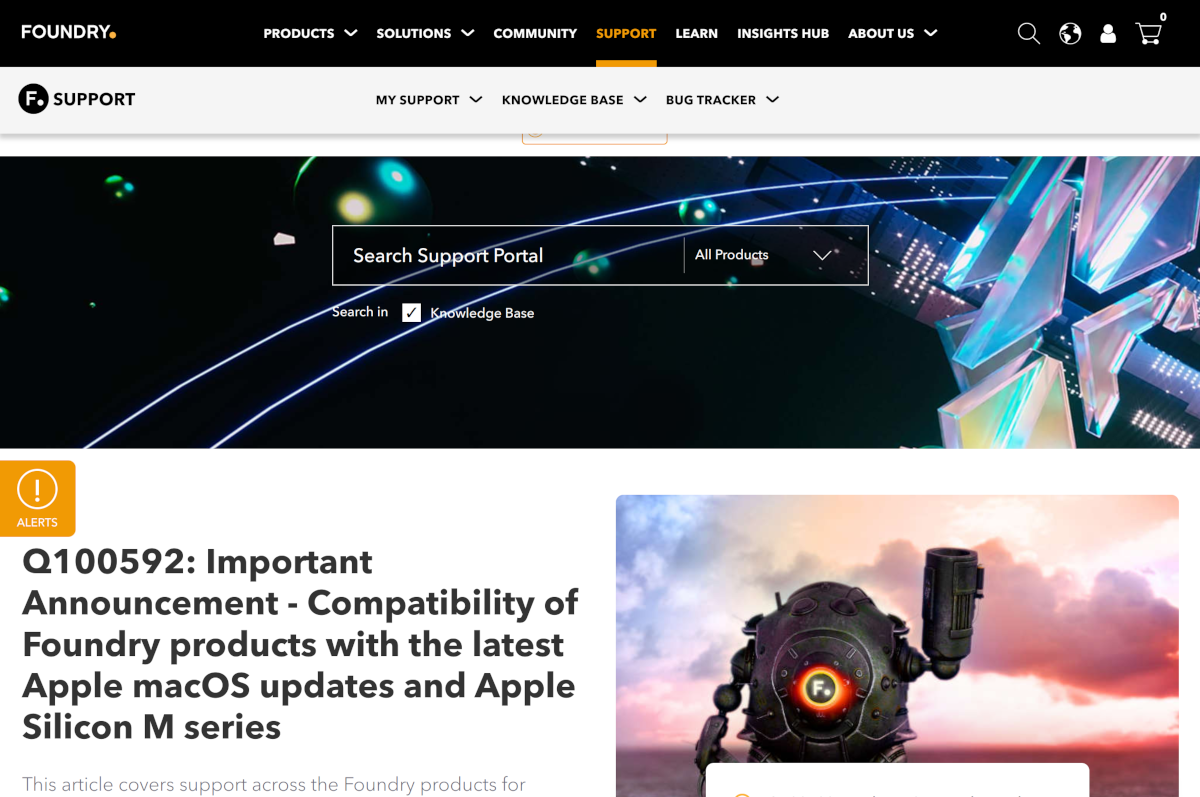 FOUNDRY.
PRODUCTS SOLUTIONS COMMUNITY SUPPORT LEARN INSIGHTS HUB ABOUT US
0
F. SUPPORT
MY SUPPORT KNOWLEDGE BASE BUG TRACKER
Search Support Portal
All Products
Search in
Knowledge Base
!
ALERTS
Q100592: Important
Announcement - Compatibility of
Foundry products with the latest
Apple macOS updates and Apple
Silicon M series
This article covers support across the Foundry products for
F.